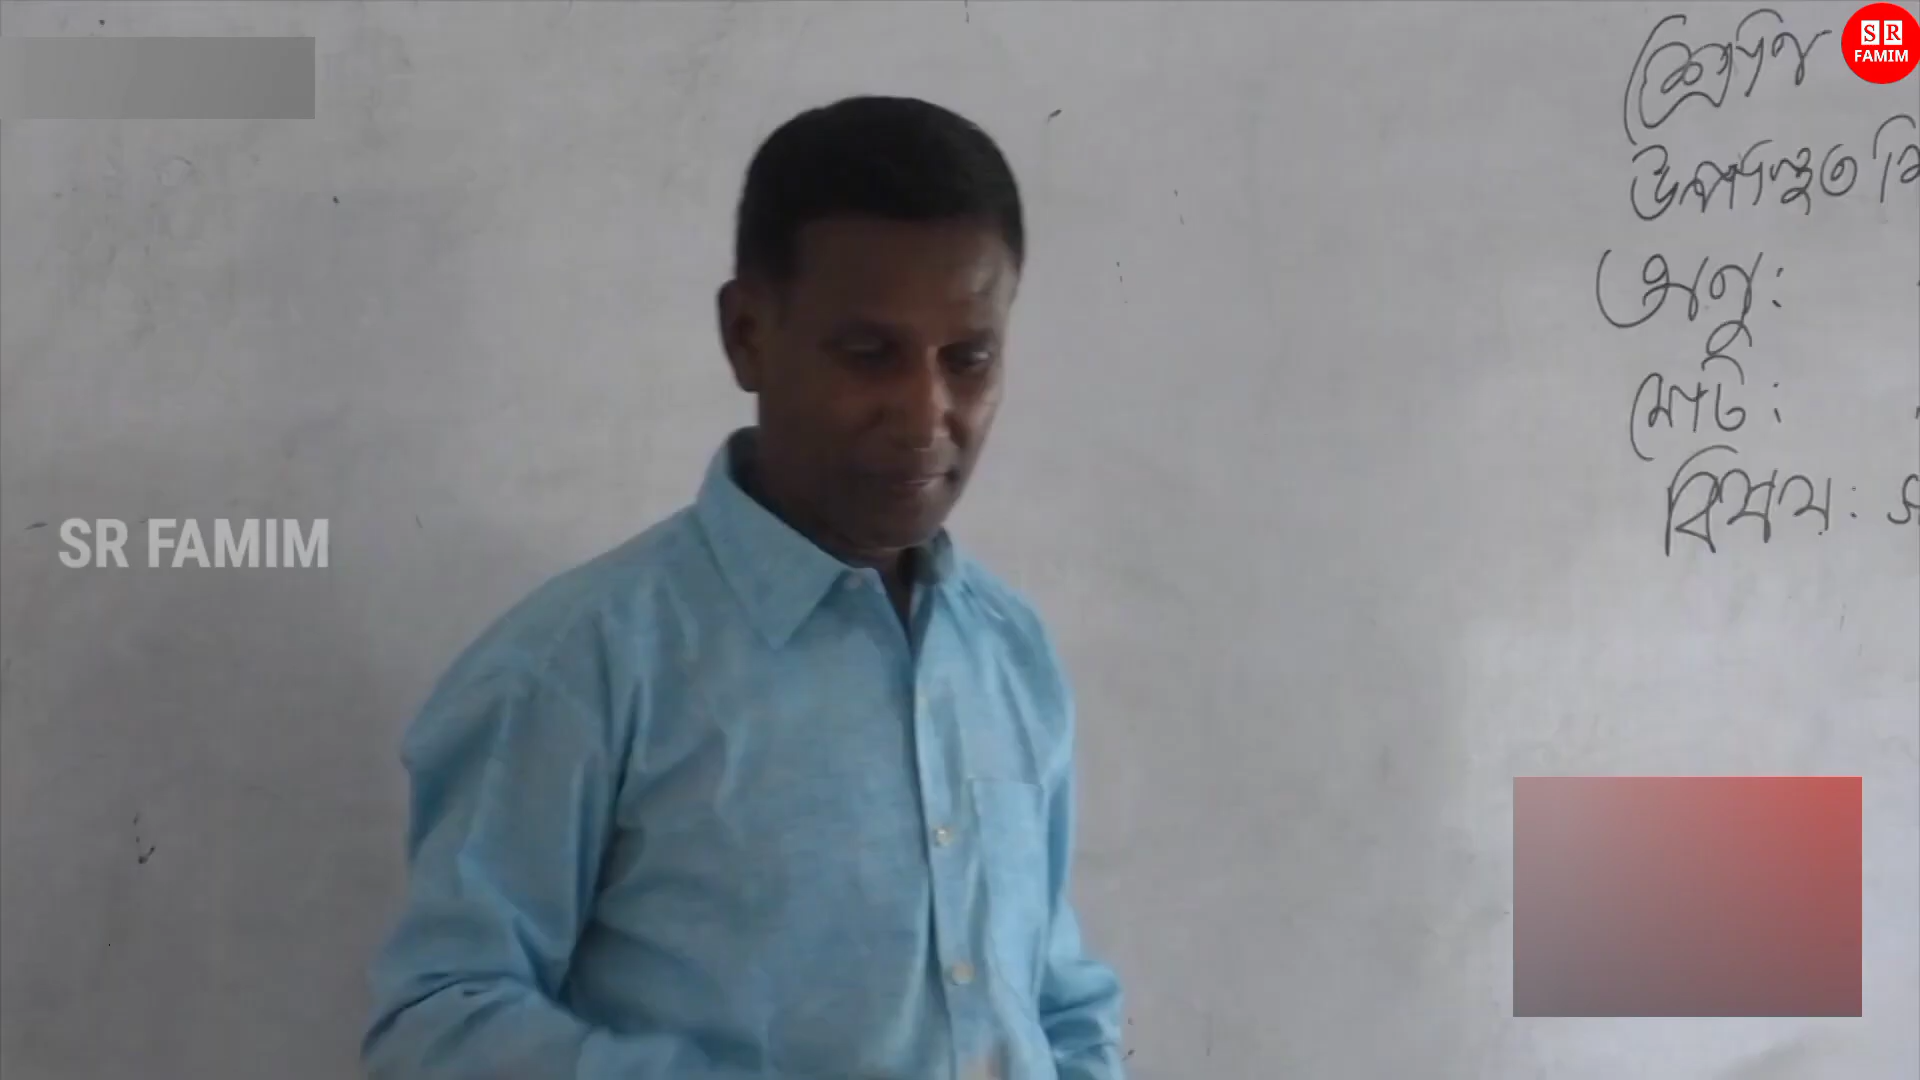 SR
FAMIM
শ্রেণি
উপস্থিত
অনু:
মোট:
বিষয়:
SR FAMIM